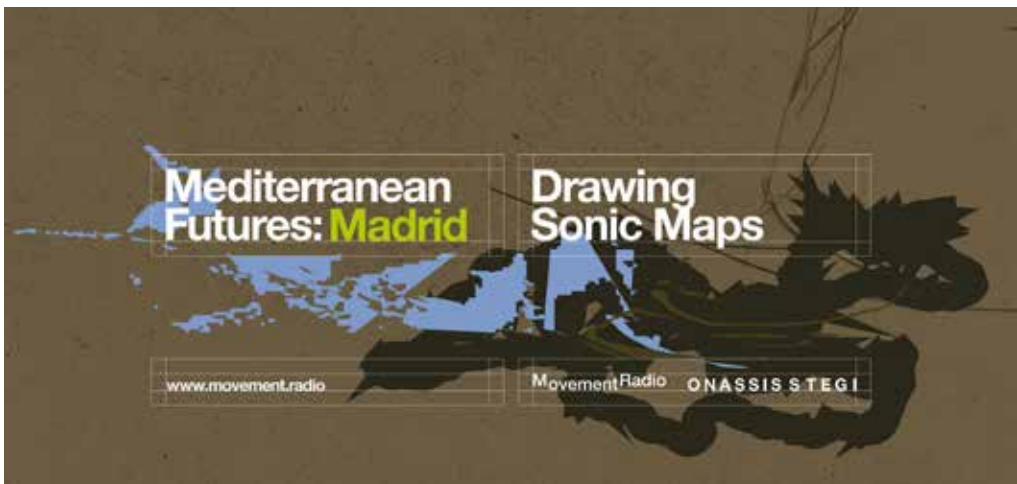 Mediterranean
Futures: Madrid
Drawing
Sonic Maps
www.movement.radio
MovementRadio
ONASSIS STEGI